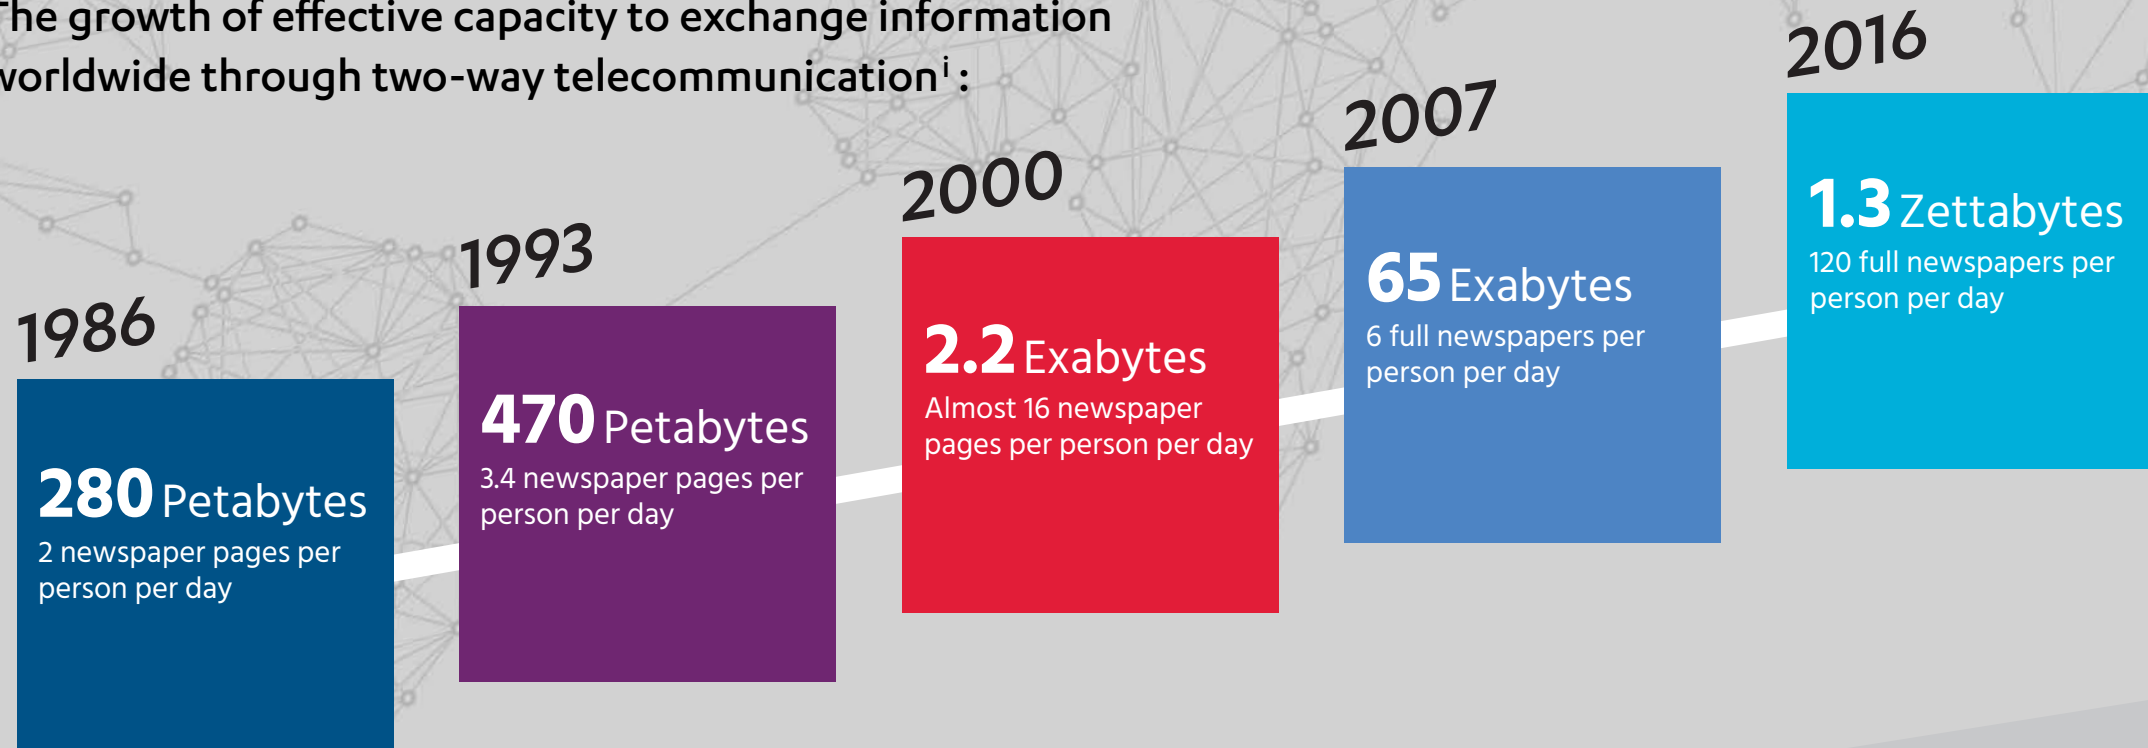 The growth of effective capacity to exchange information
worldwide through two-way telecommunicationⁱ :
1986
280 Petabytes
2 newspaper pages per
person per day
1993
470 Petabytes
3.4 newspaper pages per
person per day
2000
2.2 Exabytes
Almost 16 newspaper
pages per person per day
2007
65 Exabytes
6 full newspapers per
person per day
2016
1.3 Zettabytes
120 full newspapers per
person per day